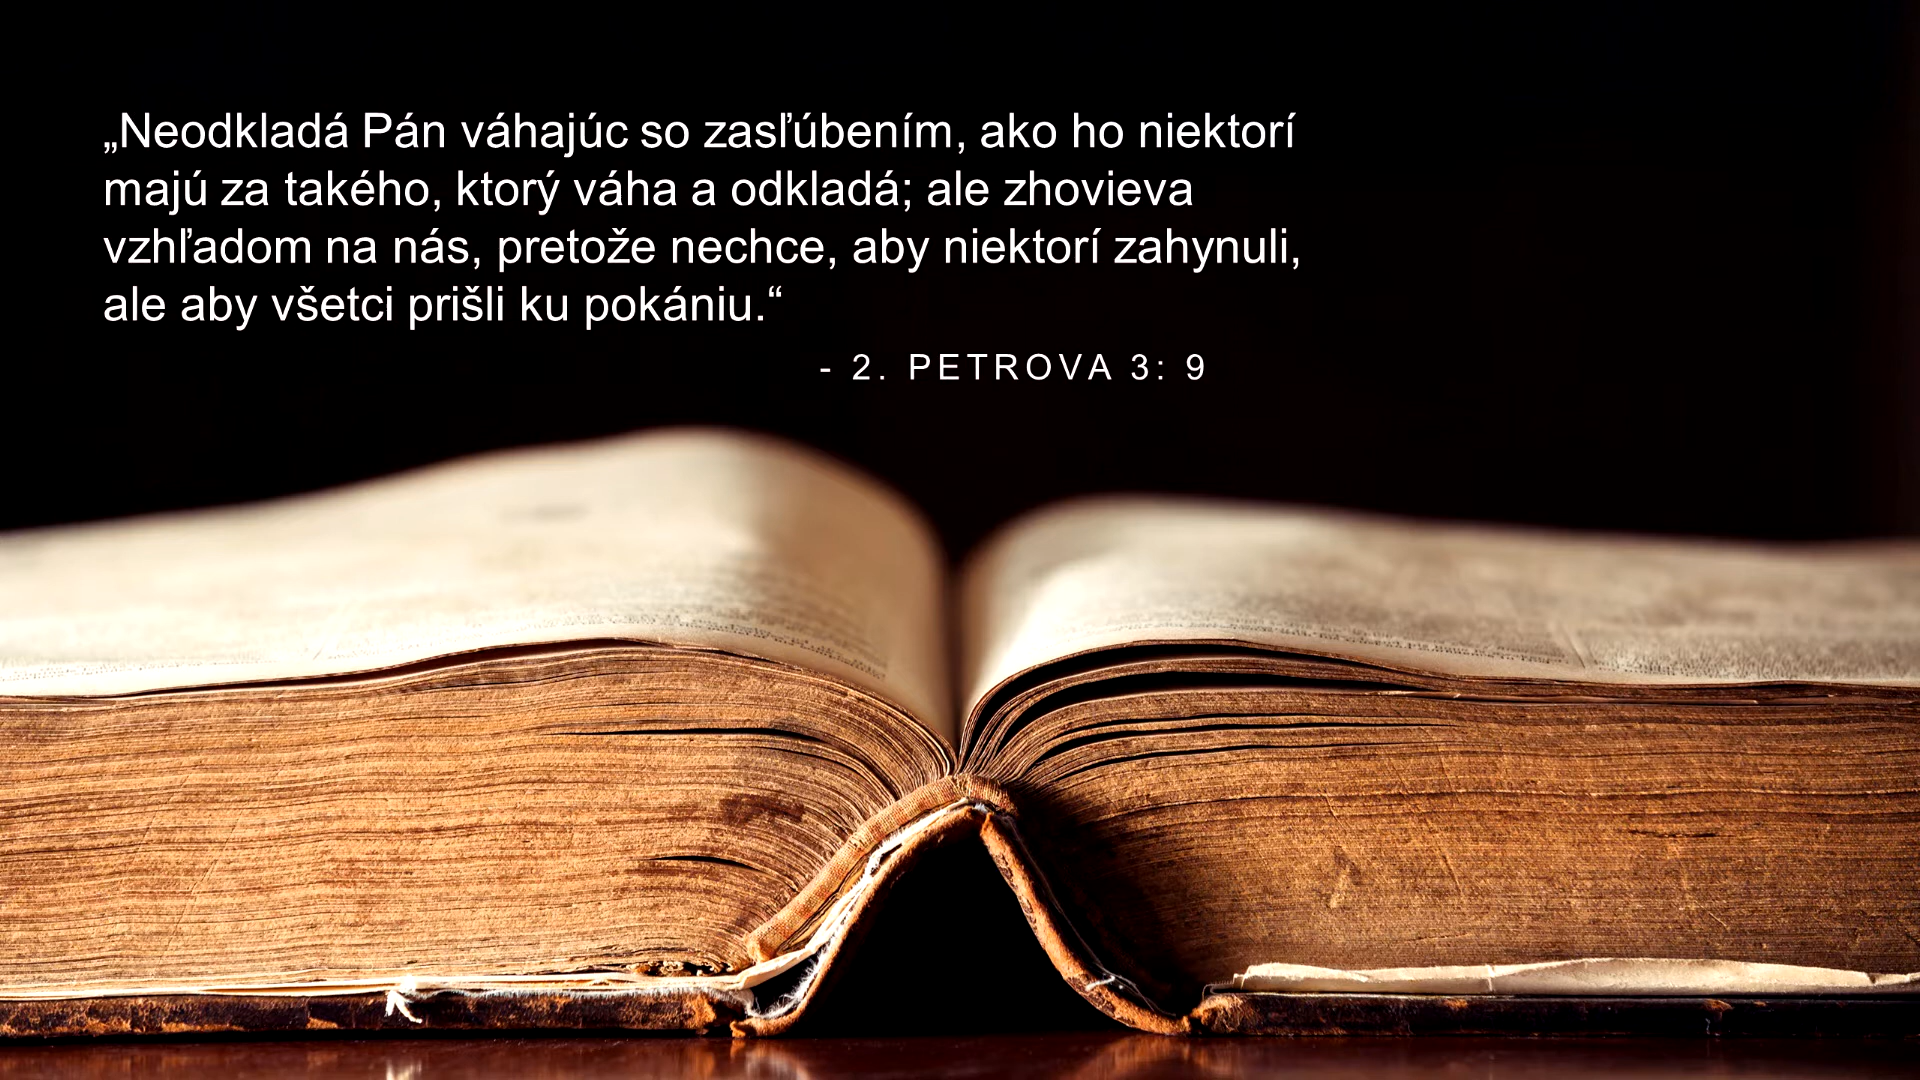 „Neodkladá Pán váhajúc so zasľúbením, ako ho niektorí
majú za takého, ktorý váha a odkladá; ale zhovieva
vzhľadom na nás, pretože nechce, aby niektorí zahynuli,
ale aby všetci prišli ku pokániu.“
- 2. PETROVA 3: 9